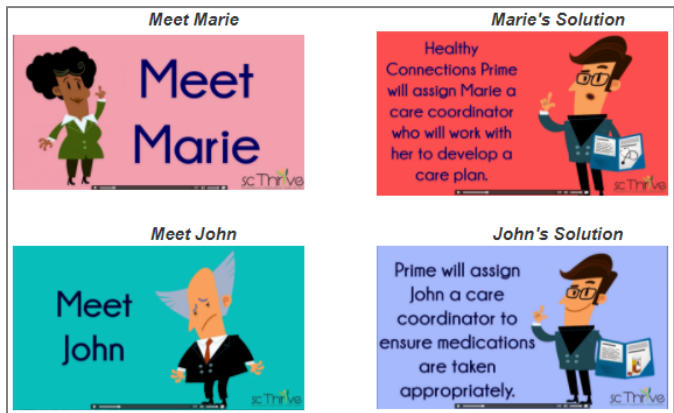 Meet Marie
Marie's Solution
Meet
Marie
sc Thrive
Healthy
Connections Prime
will assign Marie a
care coordinator
who will work with
her to develop a
care plan.
sc Thrive
Meet John
John's Solution
Meet
John
sc Thrive
Prime will assign
John a care
coordinator to
ensure medications
are taken
appropriately.
sc Thrive